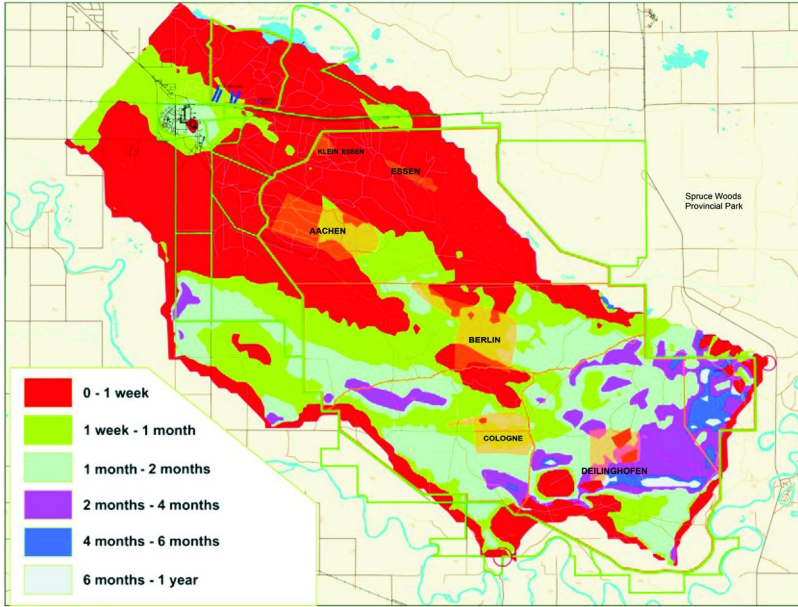 KLEIN ESSEN
ESSEN
Spruce Woods
Provincial Park
AACHEN
BERLIN
COLOGNE
DEILINGHOFEN
0 - 1 week
1 week - 1 month
1 month - 2 months
2 months - 4 months
4 months - 6 months
6 months - 1 year